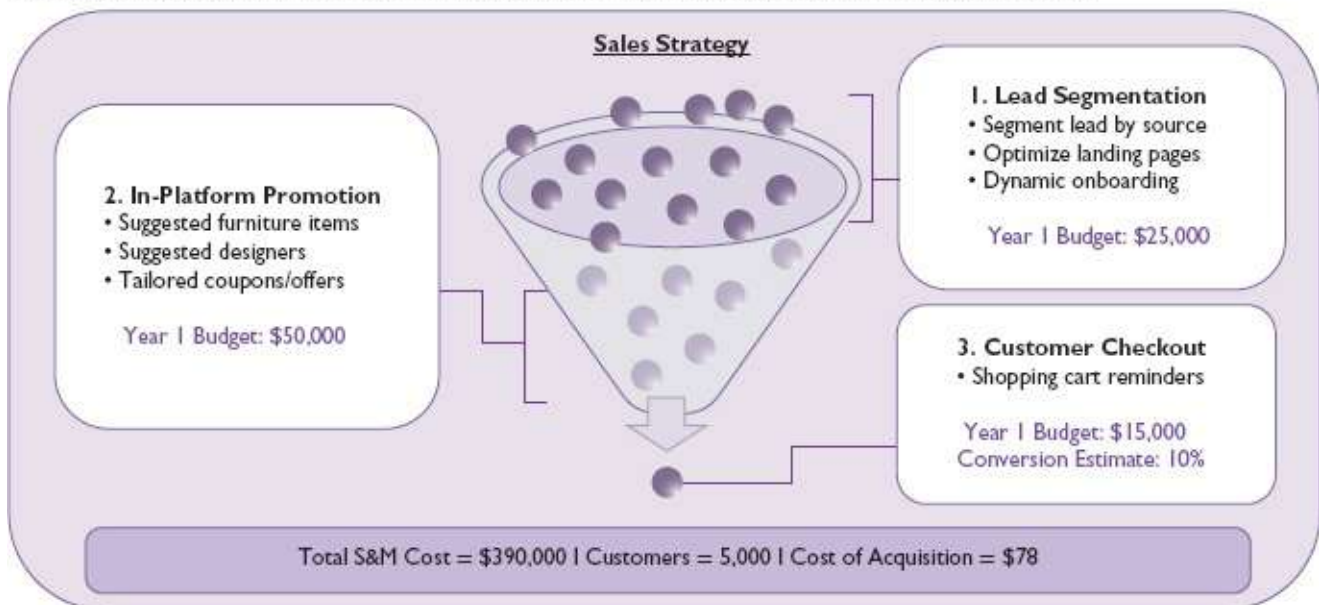 Sales Strategy
1. Lead Segmentation
• Segment lead by source
• Optimize landing pages
• Dynamic onboarding
Year 1 Budget: $25,000
2. In-Platform Promotion
• Suggested furniture items
• Suggested designers
• Tailored coupons/offers
Year 1 Budget: $50,000
3. Customer Checkout
• Shopping cart reminders
Year 1 Budget: $15,000
Conversion Estimate: 10%
Total S&M Cost = $390,000 I Customers = 5,000 I Cost of Acquisition = $78